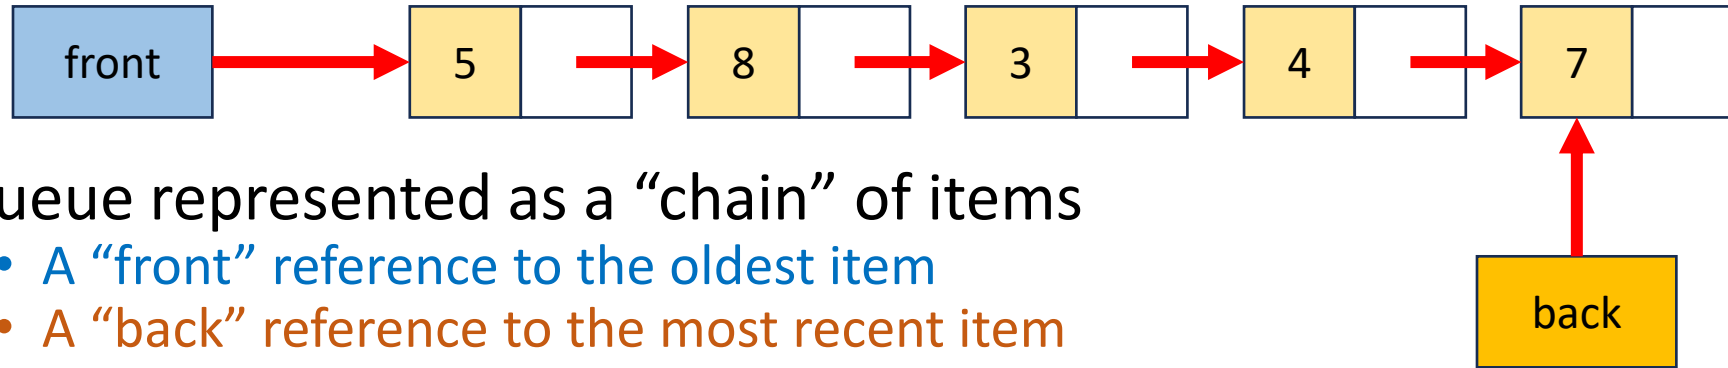 front 5 8 3 4 7
ueue represented as a “chain” of items
• A “front” reference to the oldest item
• A “back” reference to the most recent item
back